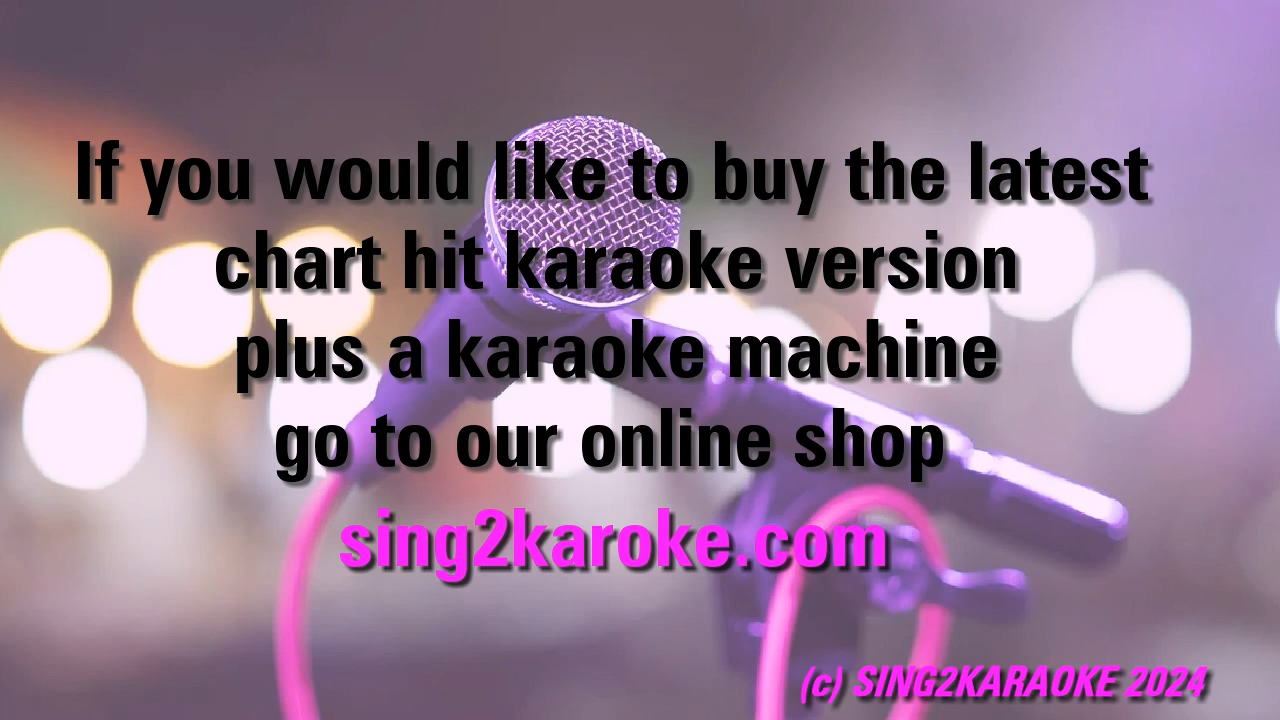 If you would like to buy the latest
chart hit karaoke version
plus a karaoke machine
go to our online shop
sing2karoke.com
(c) SING2KARAOKE 2024